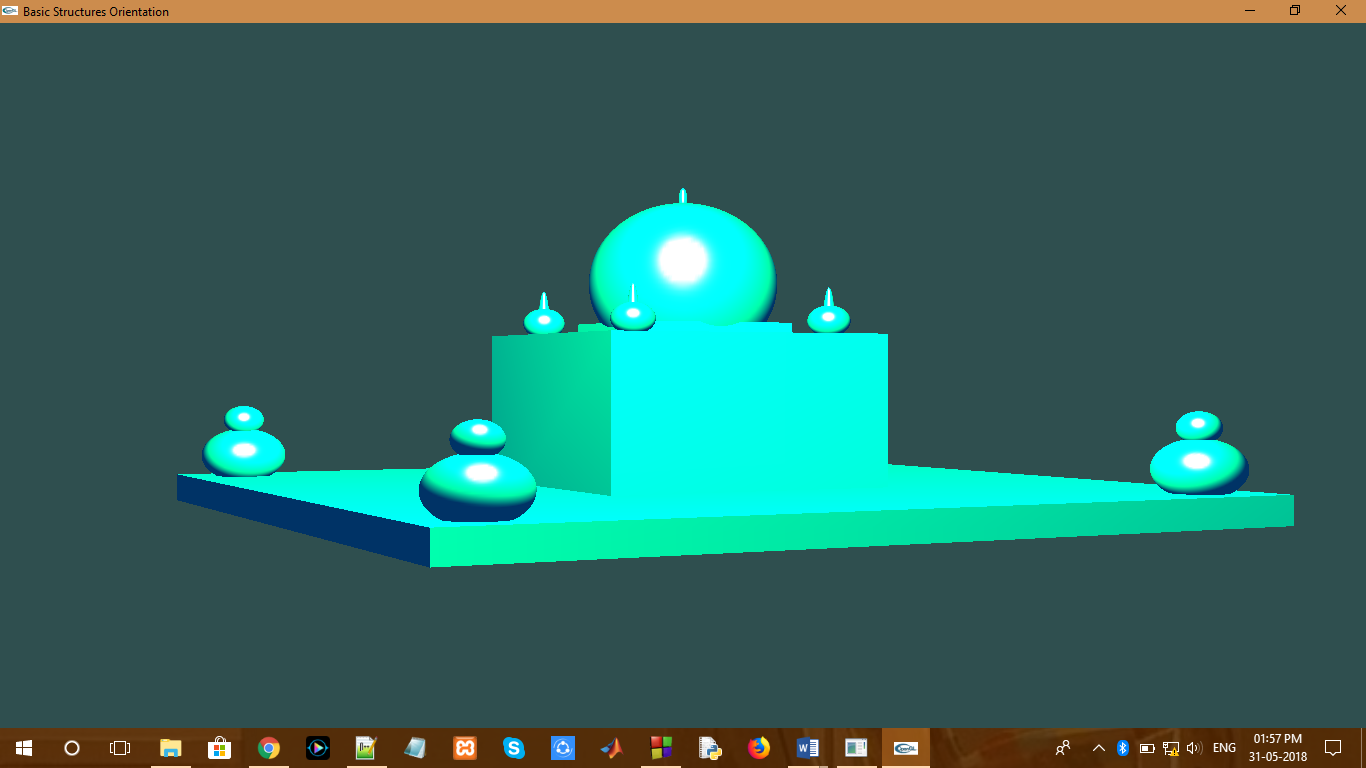 Basic Structures Orientation
ENG
01:57 PM
31-05-2018